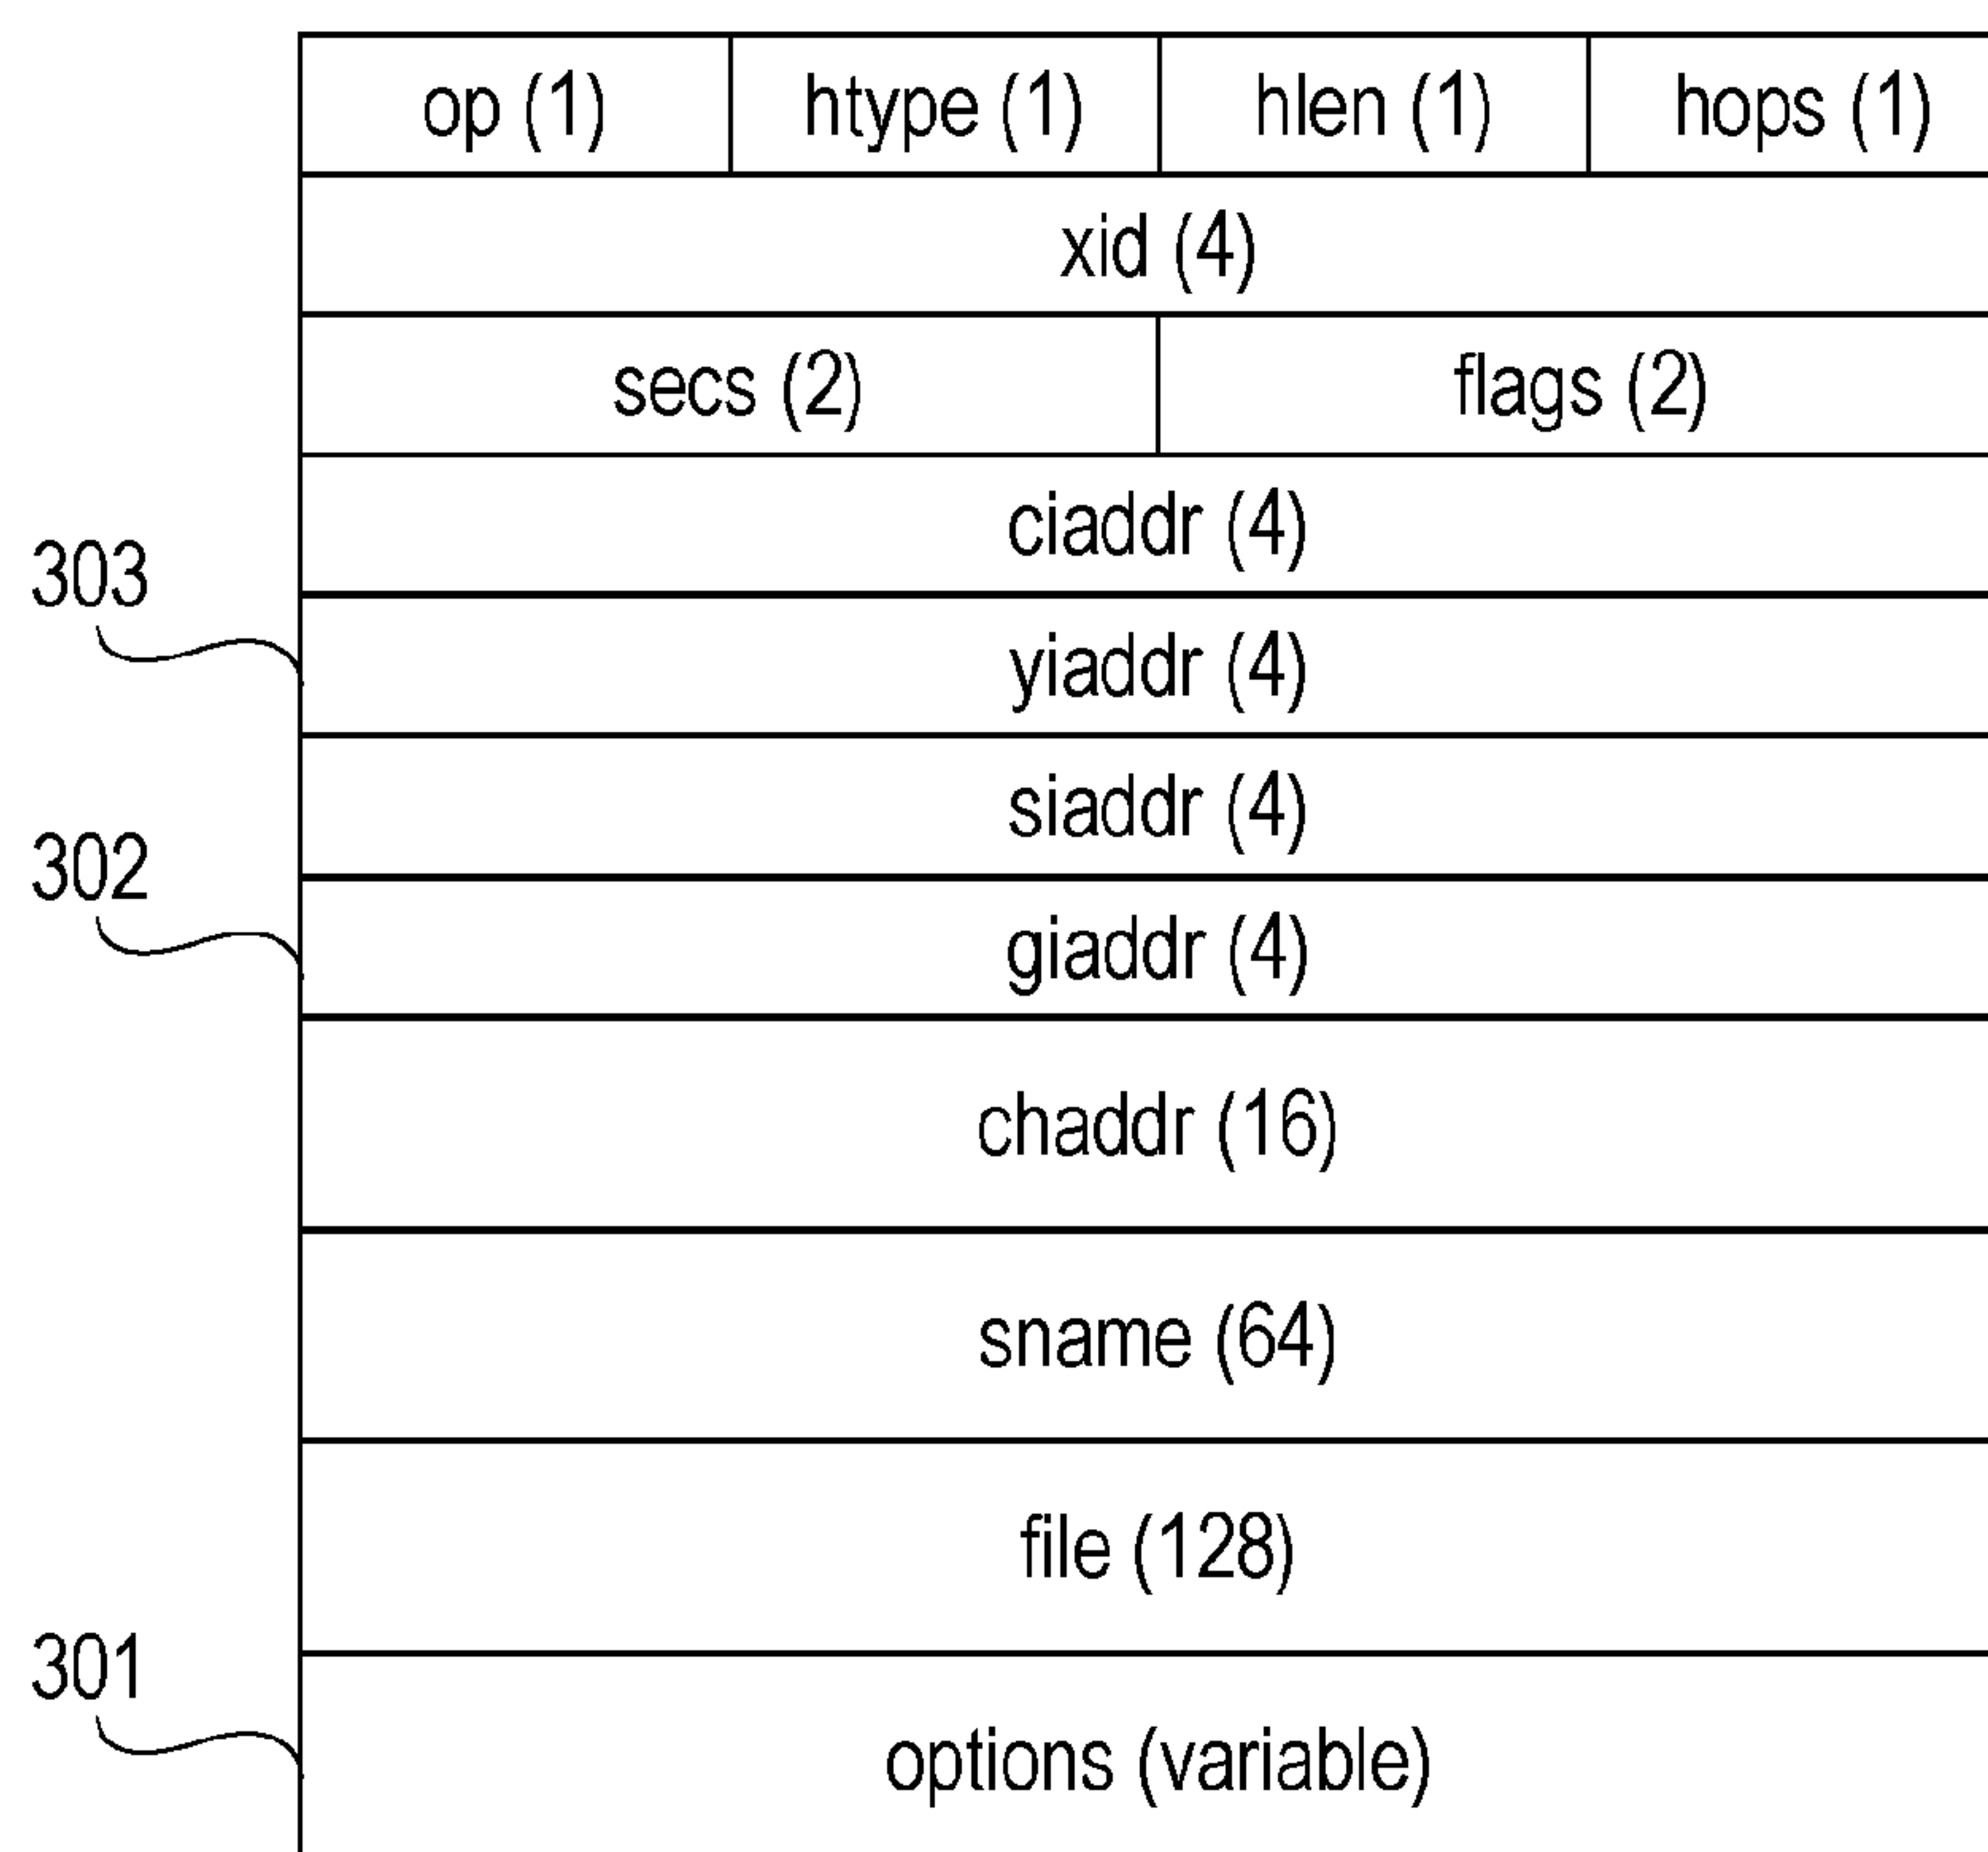 op (1) htype (1) hlen (1) hops (1)
xid (4)
secs (2) flags (2)
ciaddr (4)
303
yiaddr (4)
siaddr (4)
302
giaddr (4)
chaddr (16)
sname (64)
file (128)
301
options (variable)